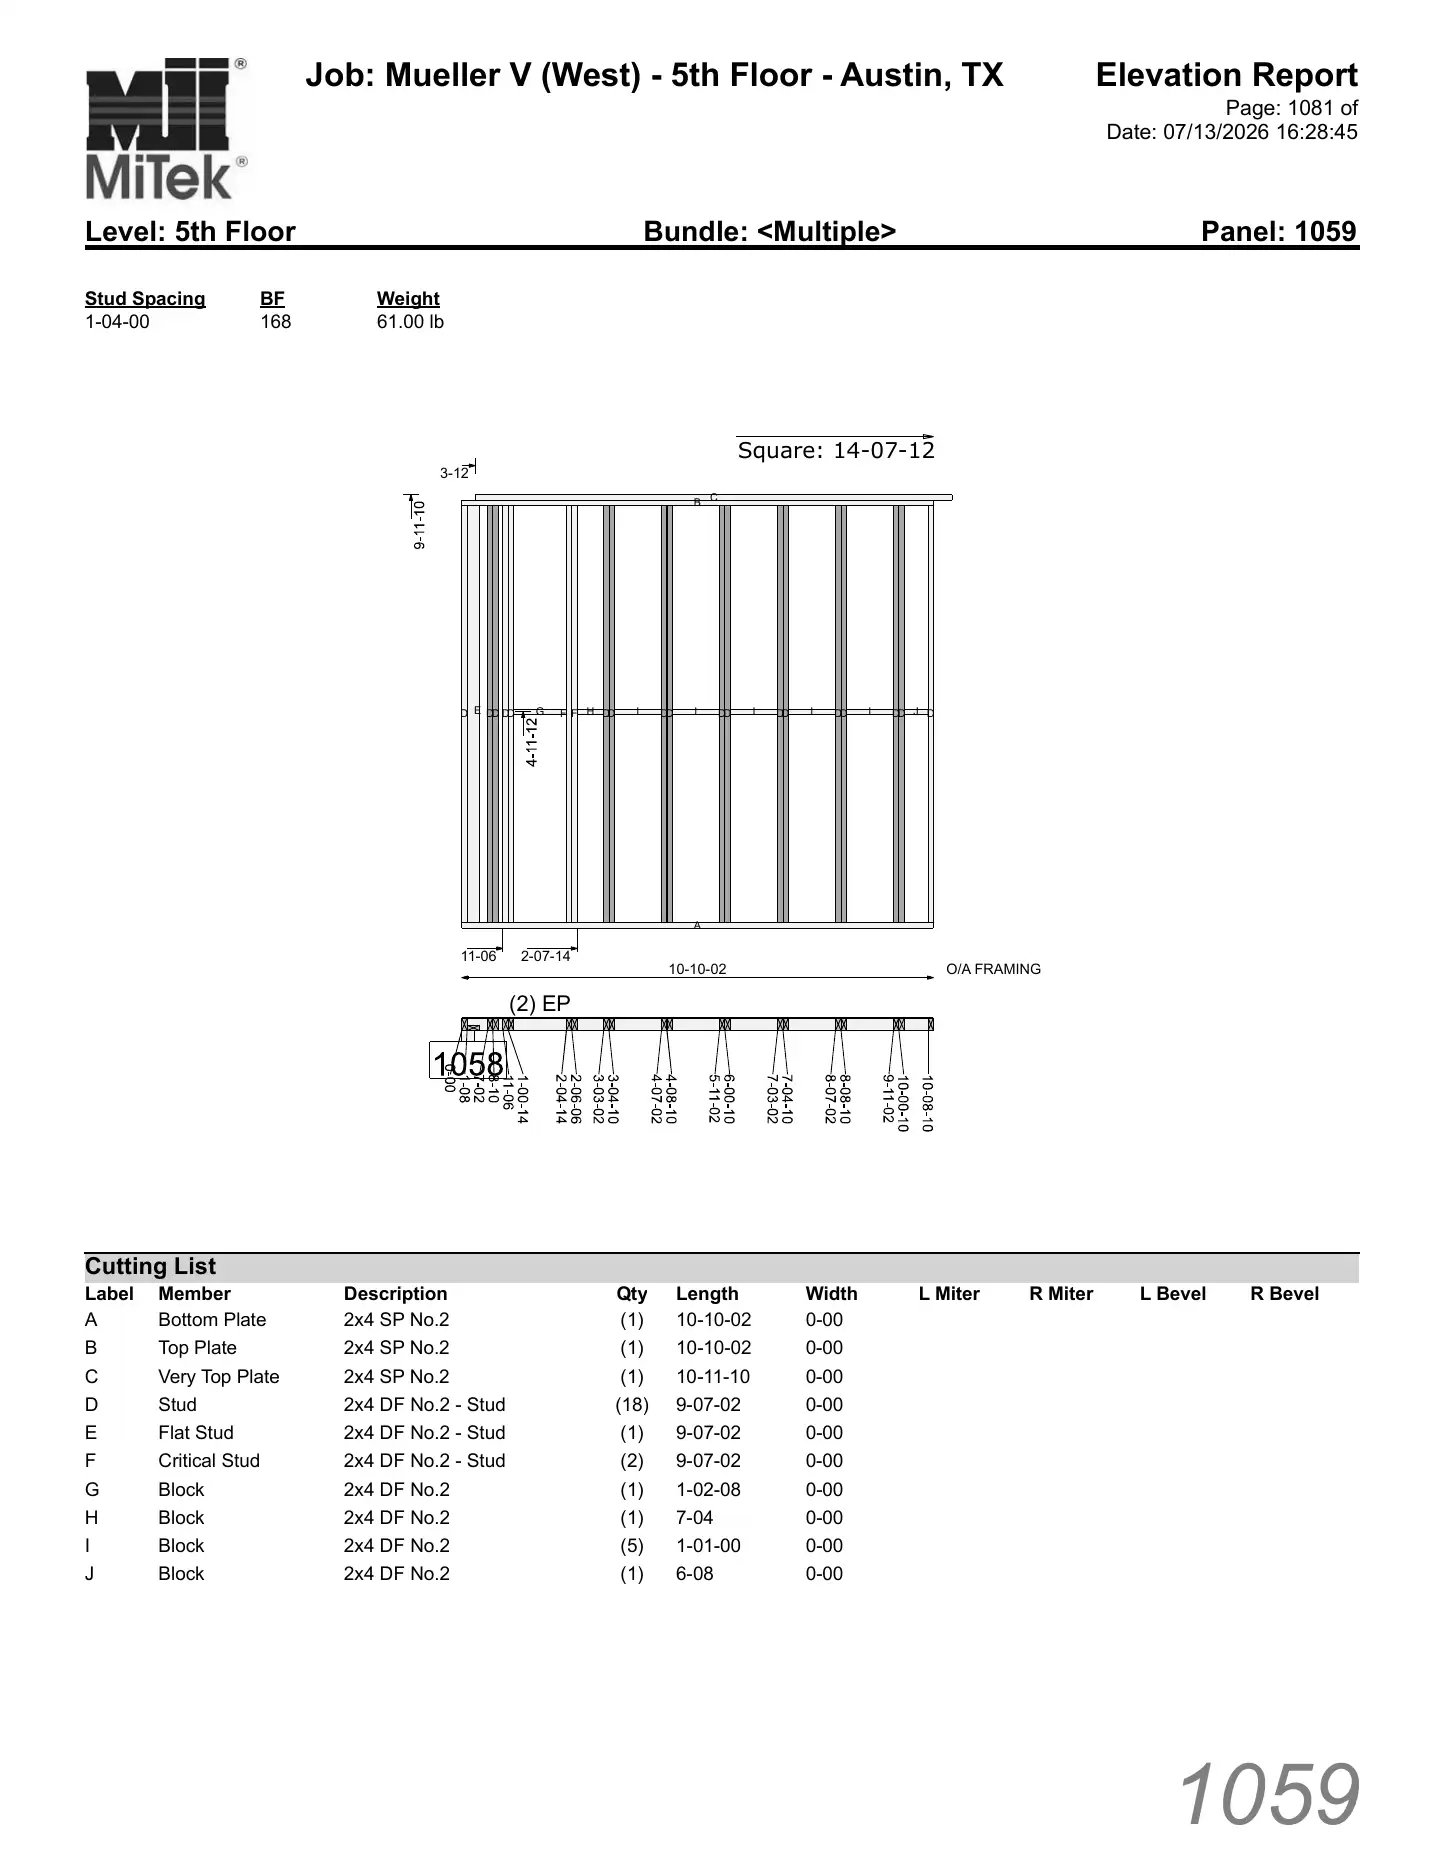 MiTek®
Job: Mueller V (West) - 5th Floor - Austin, TX
Elevation Report
Page: 1081 of
Date: 07/13/2026 16:28:45
Level: 5th Floor Bundle: <Multiple> Panel: 1059
Stud Spacing BF Weight
1-04-00 168 61.00 lb
Square: 14-07-12
3-12
9-11-10
C
B
D E D D D D G F F H D D I D D I D D I D D I D D I D D J D
4-11-12
A
11-06 2-07-14
10-10-02 O/A FRAMING
(2) EP
1058
0-00 1-08 7-02 8-10 11-06 1-00-14 2-04-14 2-06-06 3-03-02 3-04-10 4-07-02 4-08-10 5-11-02 6-00-10 7-03-02 7-04-10 8-07-02 8-08-10 9-11-02 10-00-10 10-08-10
Cutting List
Label Member Description Qty Length Width L Miter R Miter L Bevel R Bevel
A Bottom Plate 2x4 SP No.2 (1) 10-10-02 0-00
B Top Plate 2x4 SP No.2 (1) 10-10-02 0-00
C Very Top Plate 2x4 SP No.2 (1) 10-11-10 0-00
D Stud 2x4 DF No.2 - Stud (18) 9-07-02 0-00
E Flat Stud 2x4 DF No.2 - Stud (1) 9-07-02 0-00
F Critical Stud 2x4 DF No.2 - Stud (2) 9-07-02 0-00
G Block 2x4 DF No.2 (1) 1-02-08 0-00
H Block 2x4 DF No.2 (1) 7-04 0-00
I Block 2x4 DF No.2 (5) 1-01-00 0-00
J Block 2x4 DF No.2 (1) 6-08 0-00
1059